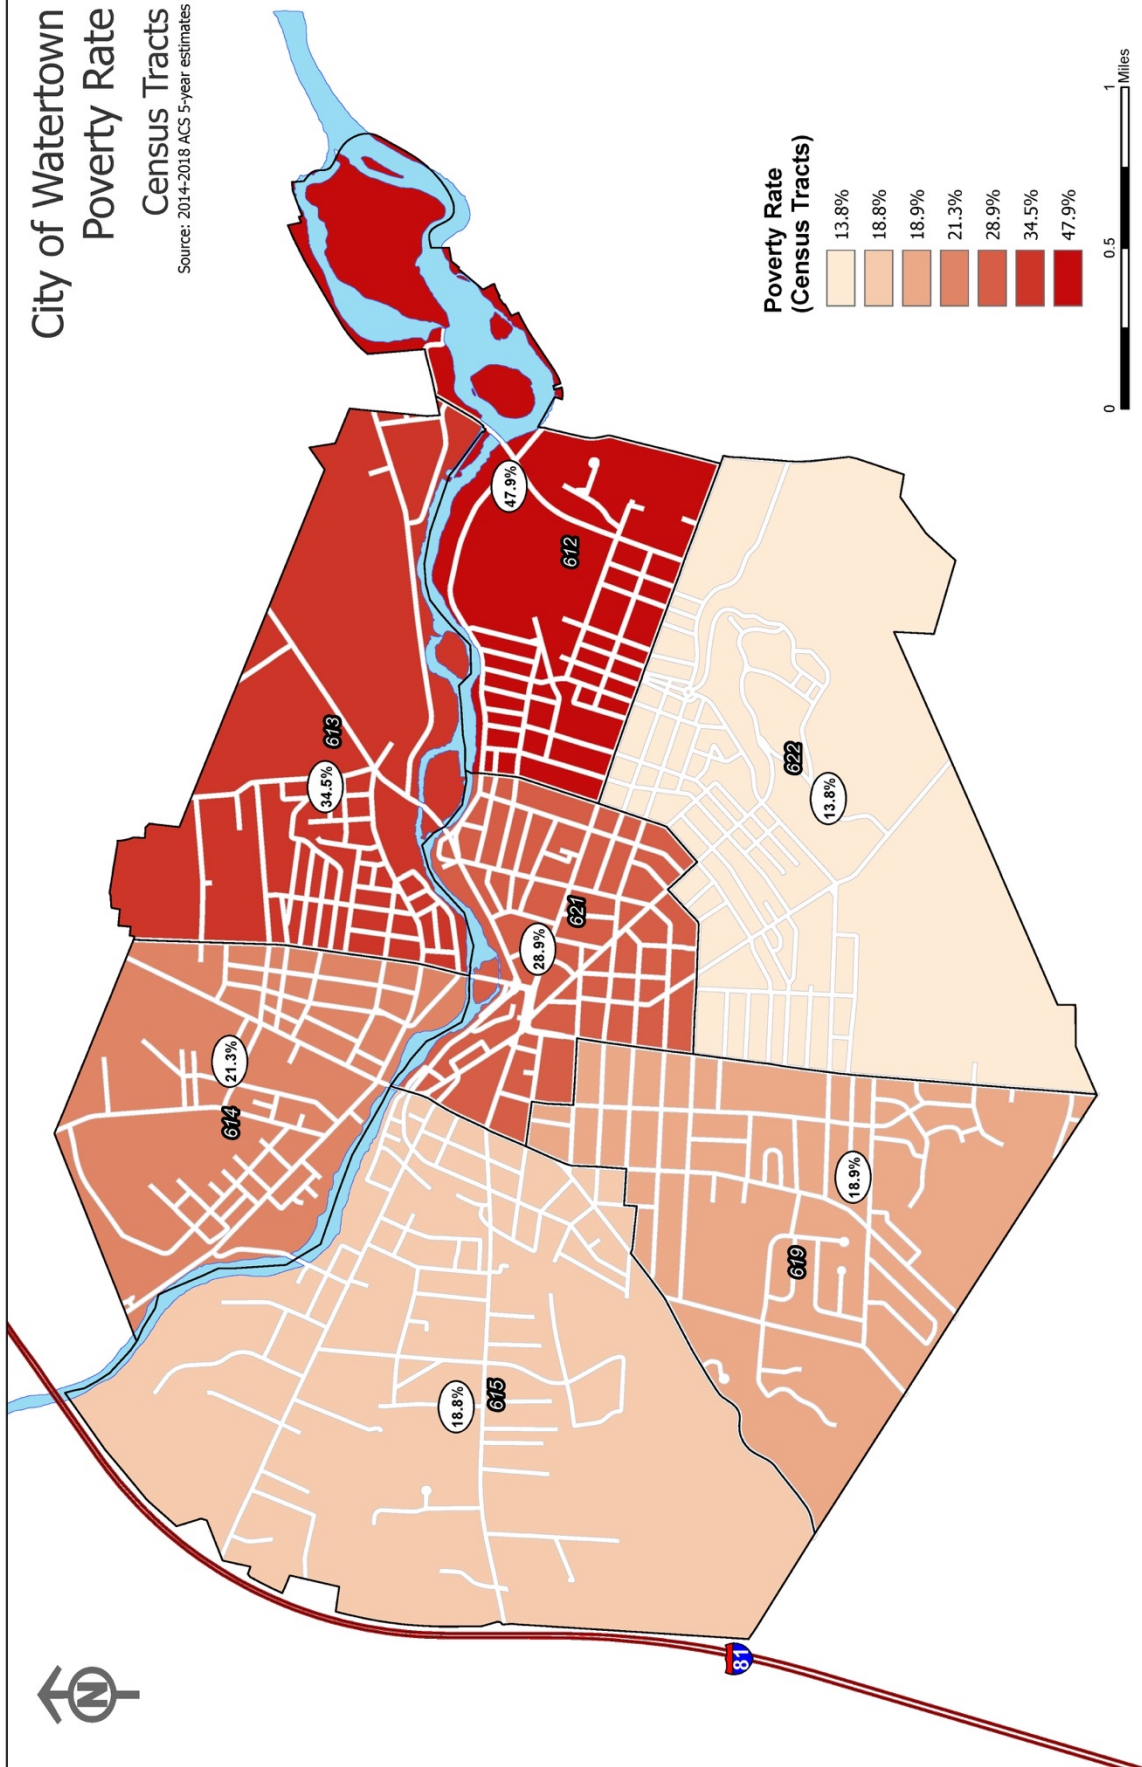 City of Watertown
Poverty Rate
Census Tracts
Source: 2014-2018 ACS 5-year estimates
N
614
21.3%
613
34.5%
615
18.8%
621
28.9%
612
47.9%
619
18.9%
622
13.8%
81
Poverty Rate
(Census Tracts)
13.8%
18.8%
18.9%
21.3%
28.9%
34.5%
47.9%
0 0.5 1
Miles